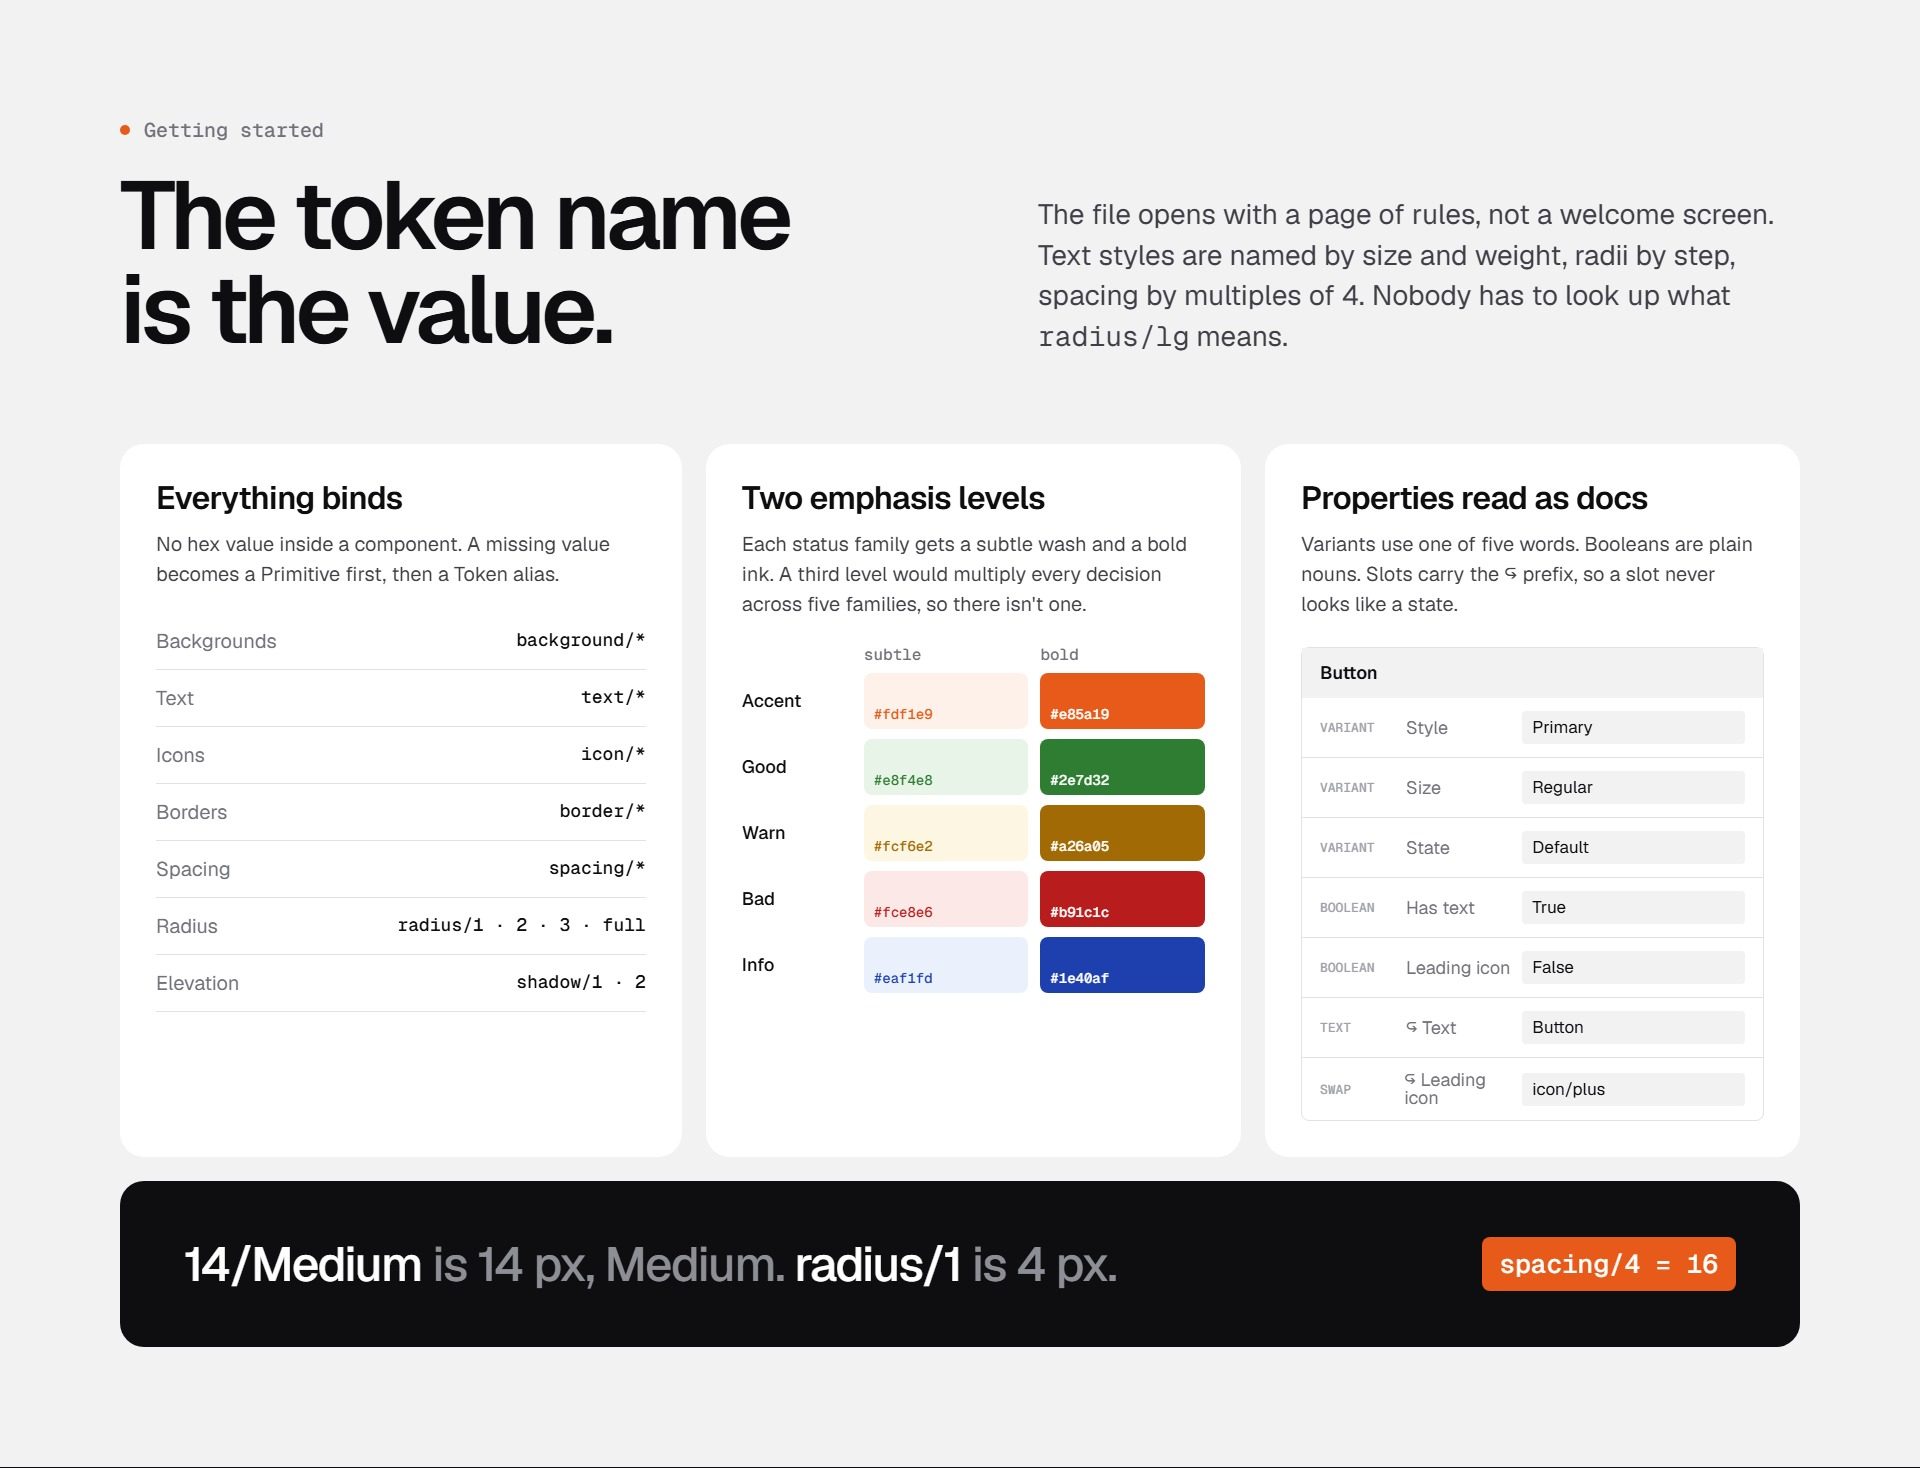 Getting started
The token name
is the value.
The file opens with a page of rules, not a welcome screen.
Text styles are named by size and weight, radii by step,
spacing by multiples of 4. Nobody has to look up what
radius/lg means.
Everything binds
No hex value inside a component. A missing value
becomes a Primitive first, then a Token alias.
Backgrounds background/*
Text text/*
Icons icon/*
Borders border/*
Spacing spacing/*
Radius radius/1 · 2 · 3 · full
Elevation shadow/1 · 2
Two emphasis levels
Each status family gets a subtle wash and a bold
ink. A third level would multiply every decision
across five families, so there isn't one.
subtle bold
Accent #fdf1e9 #e85a19
Good #e8f4e8 #2e7d32
Warn #fcf6e2 #a26a05
Bad #fce8e6 #b91c1c
Info #eaf1fd #1e40af
Properties read as docs
Variants use one of five words. Booleans are plain
nouns. Slots carry the ↪ prefix, so a slot never
looks like a state.
Button
VARIANT Style Primary
VARIANT Size Regular
VARIANT State Default
BOOLEAN Has text True
BOOLEAN Leading icon False
TEXT ↪ Text Button
SWAP ↪ Leading icon icon/plus
14/Medium is 14 px, Medium. radius/1 is 4 px.
spacing/4 = 16